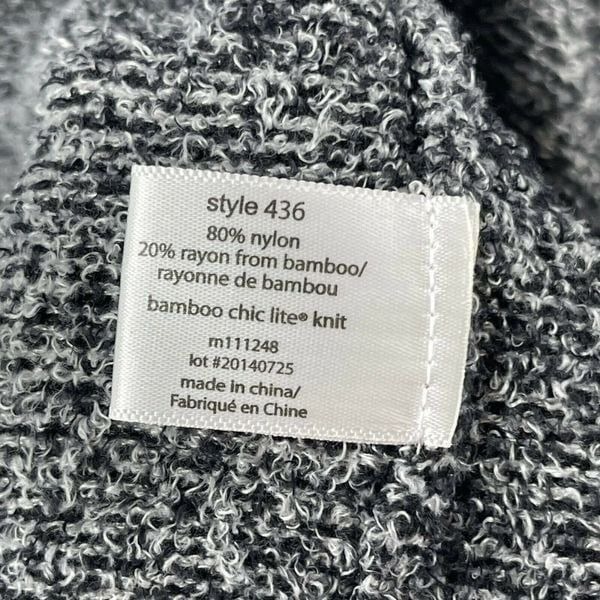 style 436
80% nylon
20% rayon from bamboo/
rayonne de bambou
bamboo chic lite® knit
m111248
lot #20140725
made in china/
Fabriqué en Chine